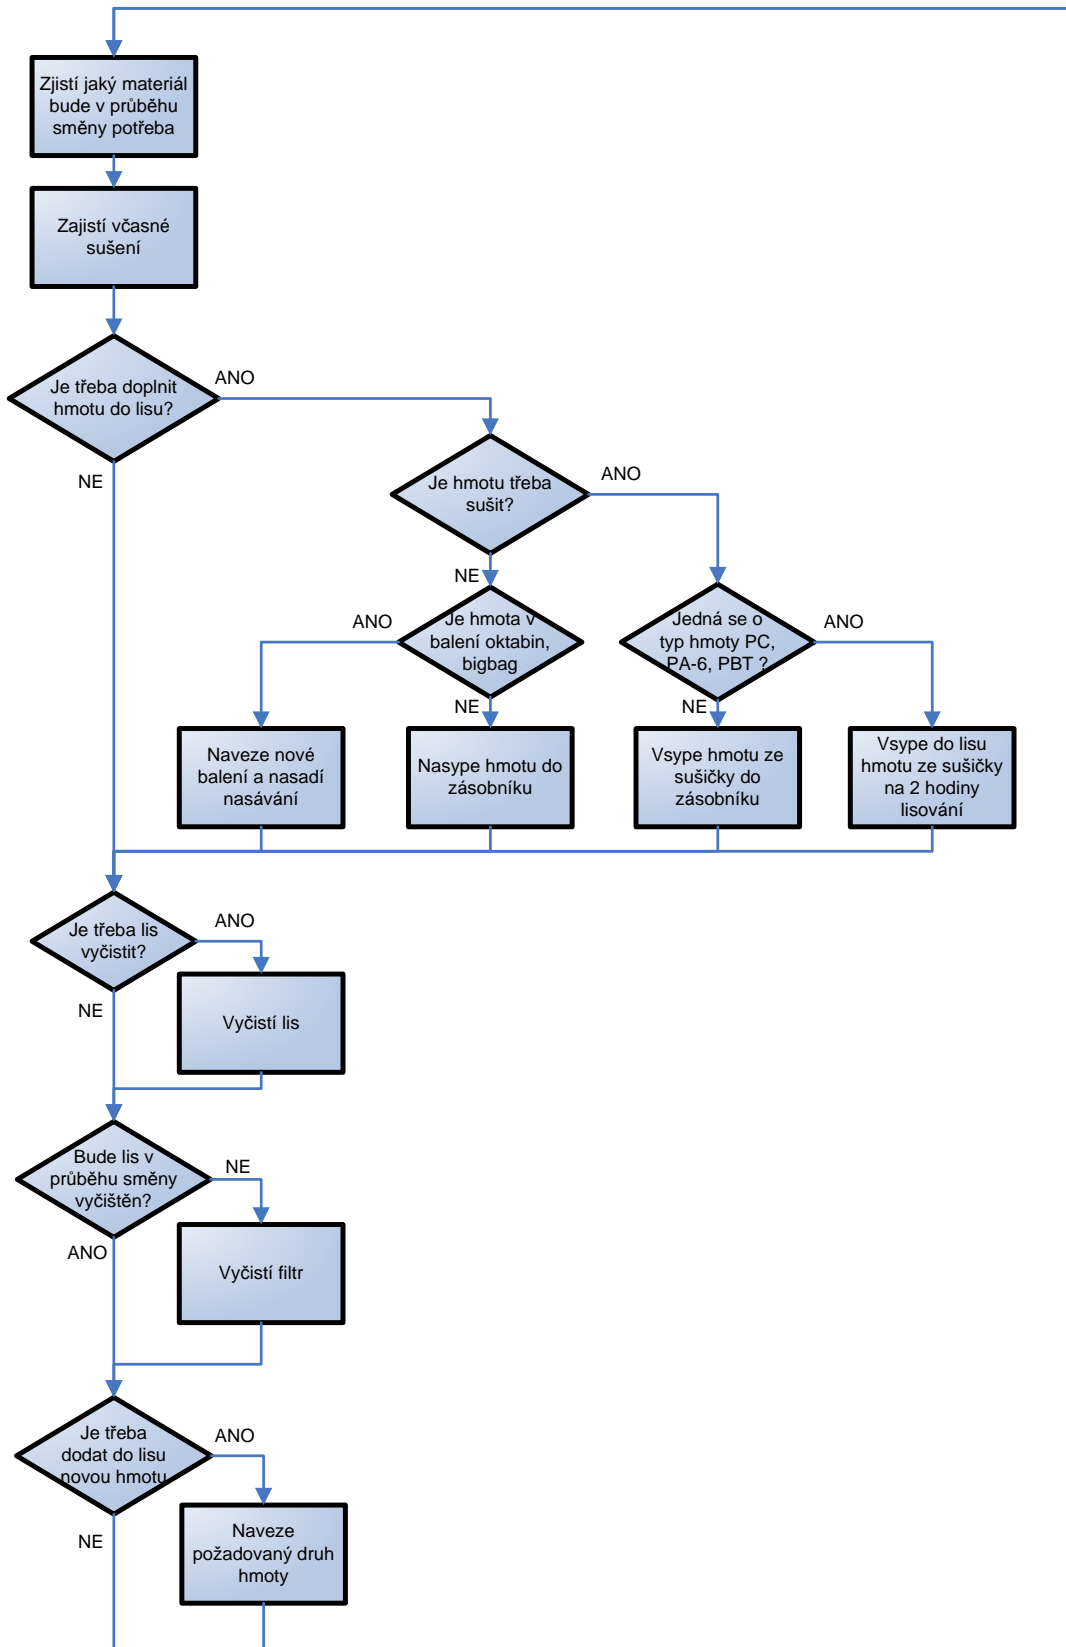 Zjistí jaký materiál
bude v průběhu
směny potřeba
Zajistí včasné
sušení
Je třeba doplnit
hmotu do lisu?
ANO
NE
Je hmotu třeba
sušit?
ANO
NE
Je hmota v
balení oktabin,
bigbag
ANO
NE
Jedná se o
typ hmoty PC,
PA-6, PBT ?
ANO
NE
Naveze nové
balení a nasadí
nasávání
Nasype hmotu do
zásobníku
Vsype hmotu ze
sušičky do
zásobníku
Vsype do lisu
hmotu ze sušičky
na 2 hodiny
lisování
Je třeba lis
vyčistit?
ANO
NE
Vyčistí lis
Bude lis v
průběhu směny
vyčištěn?
NE
ANO
Vyčistí filtr
Je třeba
dodat do lisu
novou hmotu
ANO
NE
Naveze
požadovaný druh
hmoty